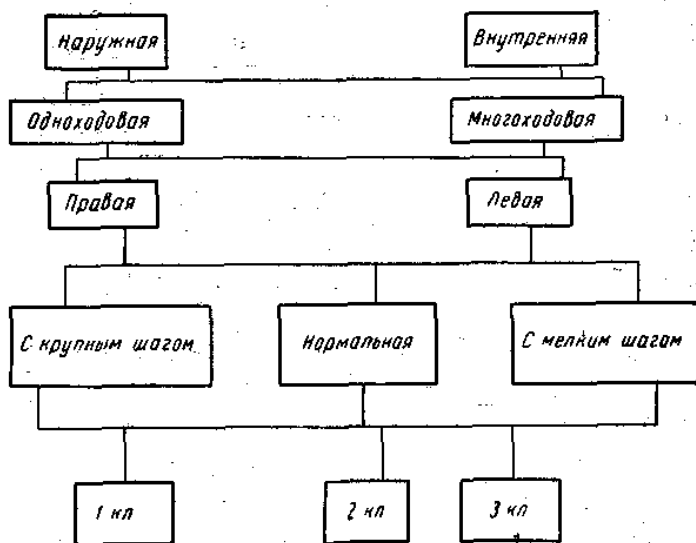 Наружная
Внутренняя
Одноходовая
Многоходовая
Правая
Левая
С крупным шагом
Нормальная
С мелким шагом
1 кл
2 кл
3 кл